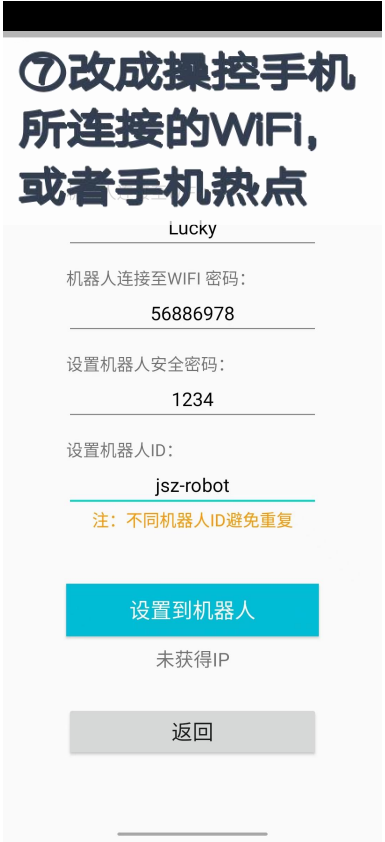 ⑦改成操控手机
所连接的WiFi，
或者手机热点
Lucky
机器人连接至WIFI 密码：
56886978
设置机器人安全密码：
1234
设置机器人ID：
jsz-robot
注：不同机器人ID避免重复
设置到机器人
未获得IP
返回